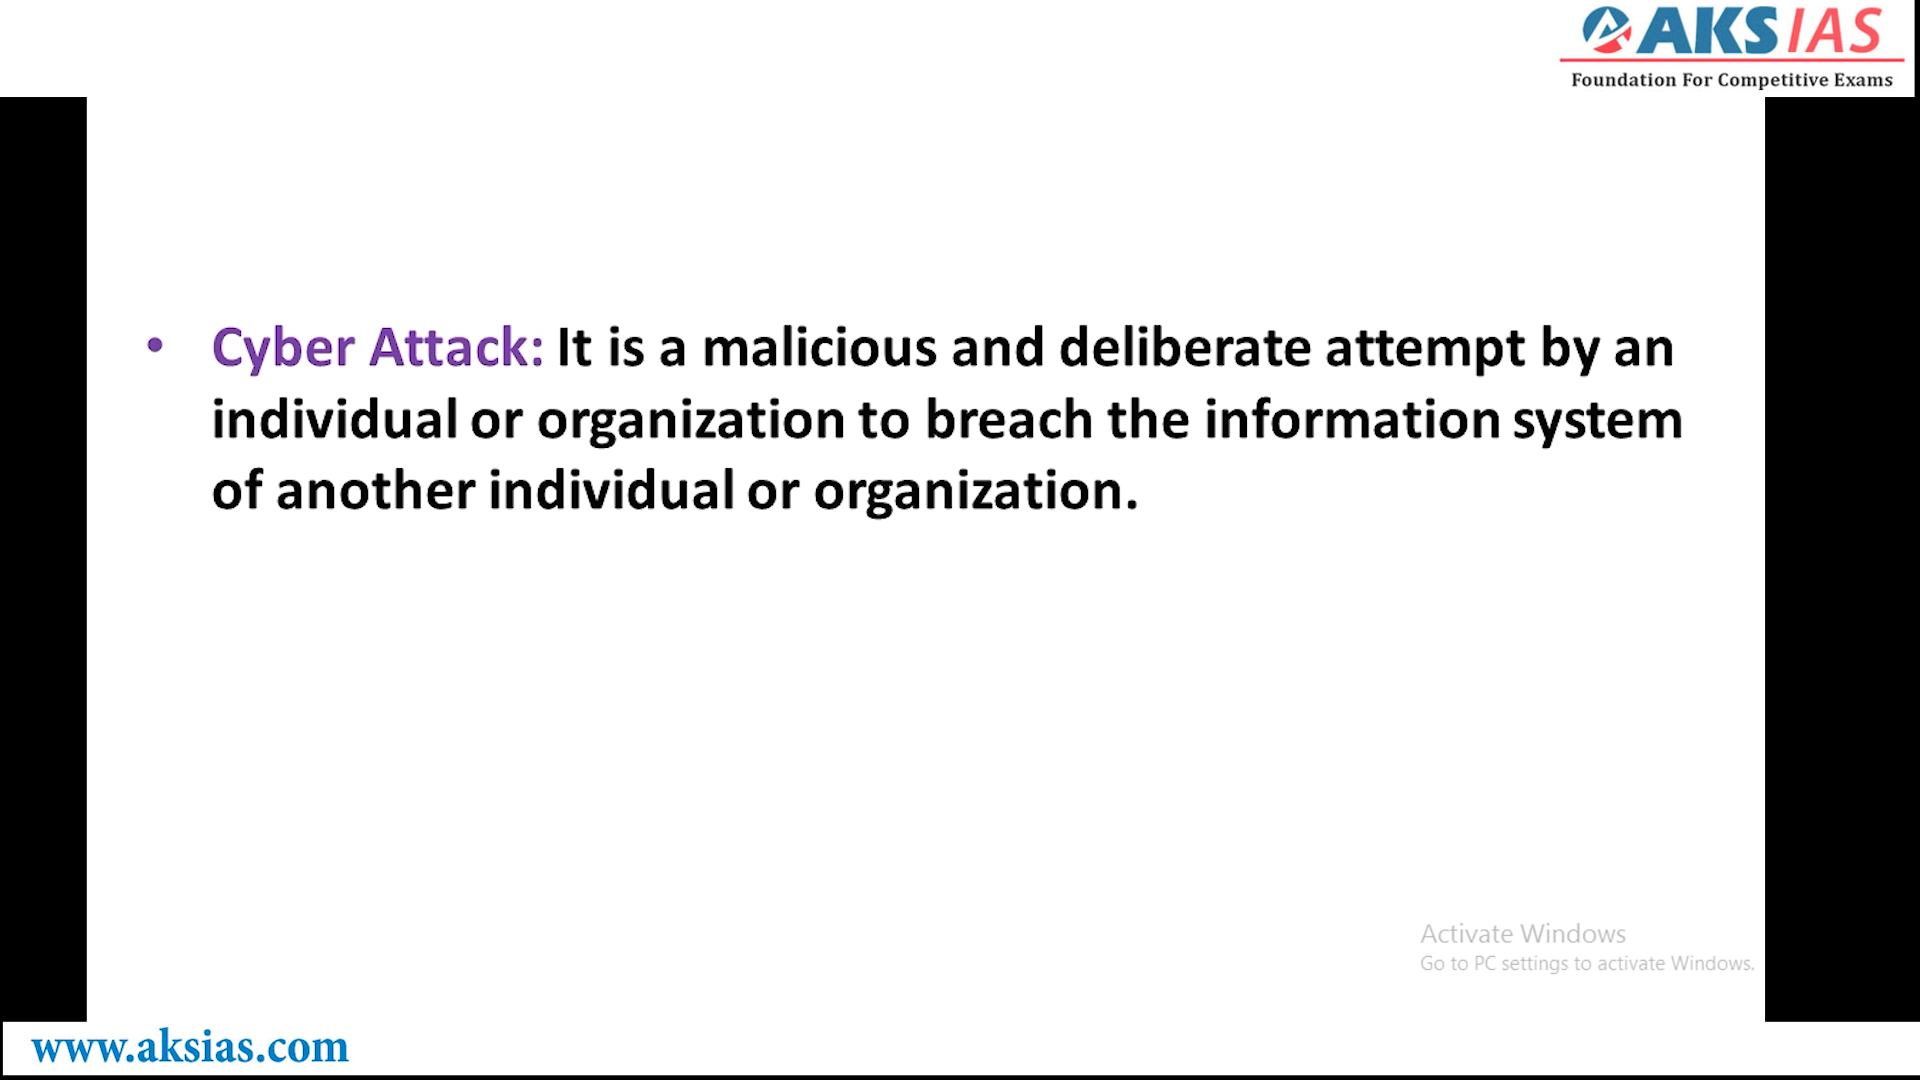 AKS IAS
Foundation For Competitive Exams
• Cyber Attack: It is a malicious and deliberate attempt by an
individual or organization to breach the information system
of another individual or organization.
Activate Windows
Go to PC settings to activate Windows.
www.aksias.com